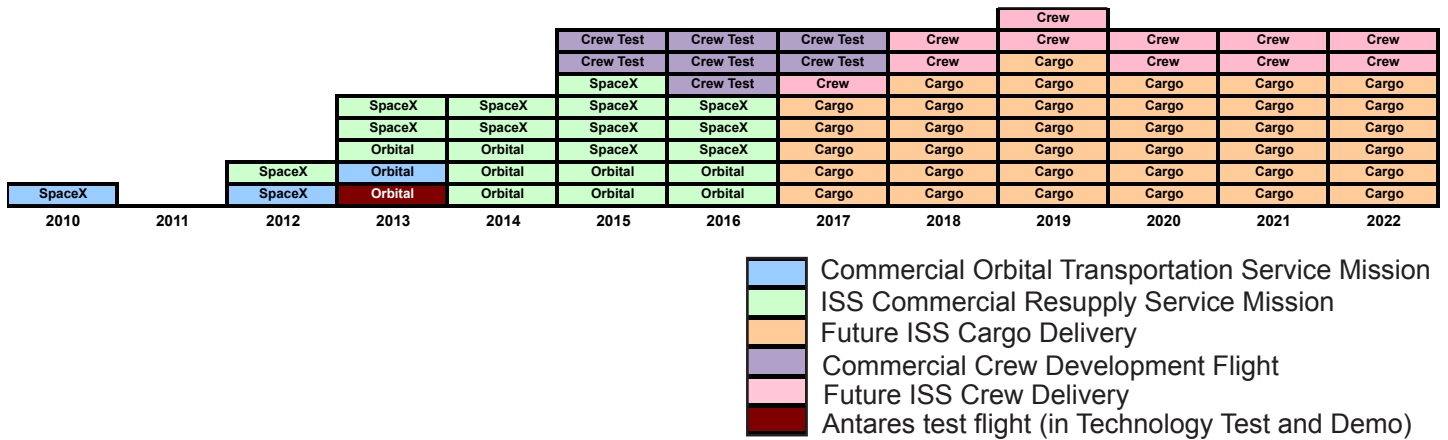 Crew
Crew Test Crew Test Crew Test Crew Crew Crew Crew Crew
Crew Test Crew Test Crew Test Crew Cargo Crew Crew Crew
SpaceX Crew Test Crew Cargo Cargo Cargo Cargo Cargo
SpaceX SpaceX SpaceX SpaceX Cargo Cargo Cargo Cargo Cargo Cargo
SpaceX SpaceX SpaceX SpaceX Cargo Cargo Cargo Cargo Cargo Cargo
Orbital Orbital SpaceX SpaceX Cargo Cargo Cargo Cargo Cargo Cargo
SpaceX Orbital Orbital Orbital Orbital Cargo Cargo Cargo Cargo Cargo Cargo
SpaceX SpaceX Orbital Orbital Orbital Orbital Cargo Cargo Cargo Cargo Cargo Cargo
2010 2011 2012 2013 2014 2015 2016 2017 2018 2019 2020 2021 2022
Commercial Orbital Transportation Service Mission
ISS Commercial Resupply Service Mission
Future ISS Cargo Delivery
Commercial Crew Development Flight
Future ISS Crew Delivery
Antares test flight (in Technology Test and Demo)